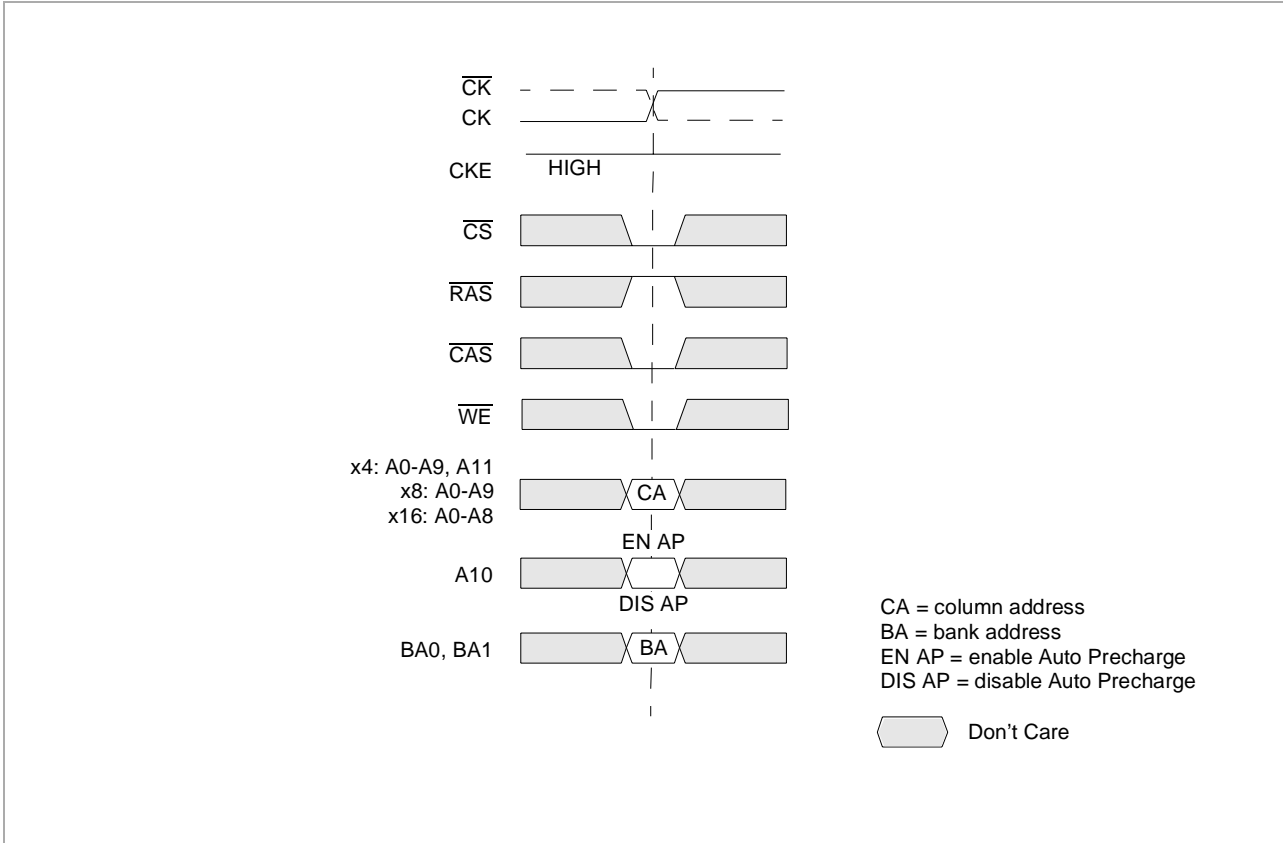 CK
CK
CKE
HIGH
CS
RAS
CAS
WE
x4: A0-A9, A11
x8: A0-A9
x16: A0-A8
CA
EN AP
A10
DIS AP
BA0, BA1
BA
CA = column address
BA = bank address
EN AP = enable Auto Precharge
DIS AP = disable Auto Precharge
Don't Care